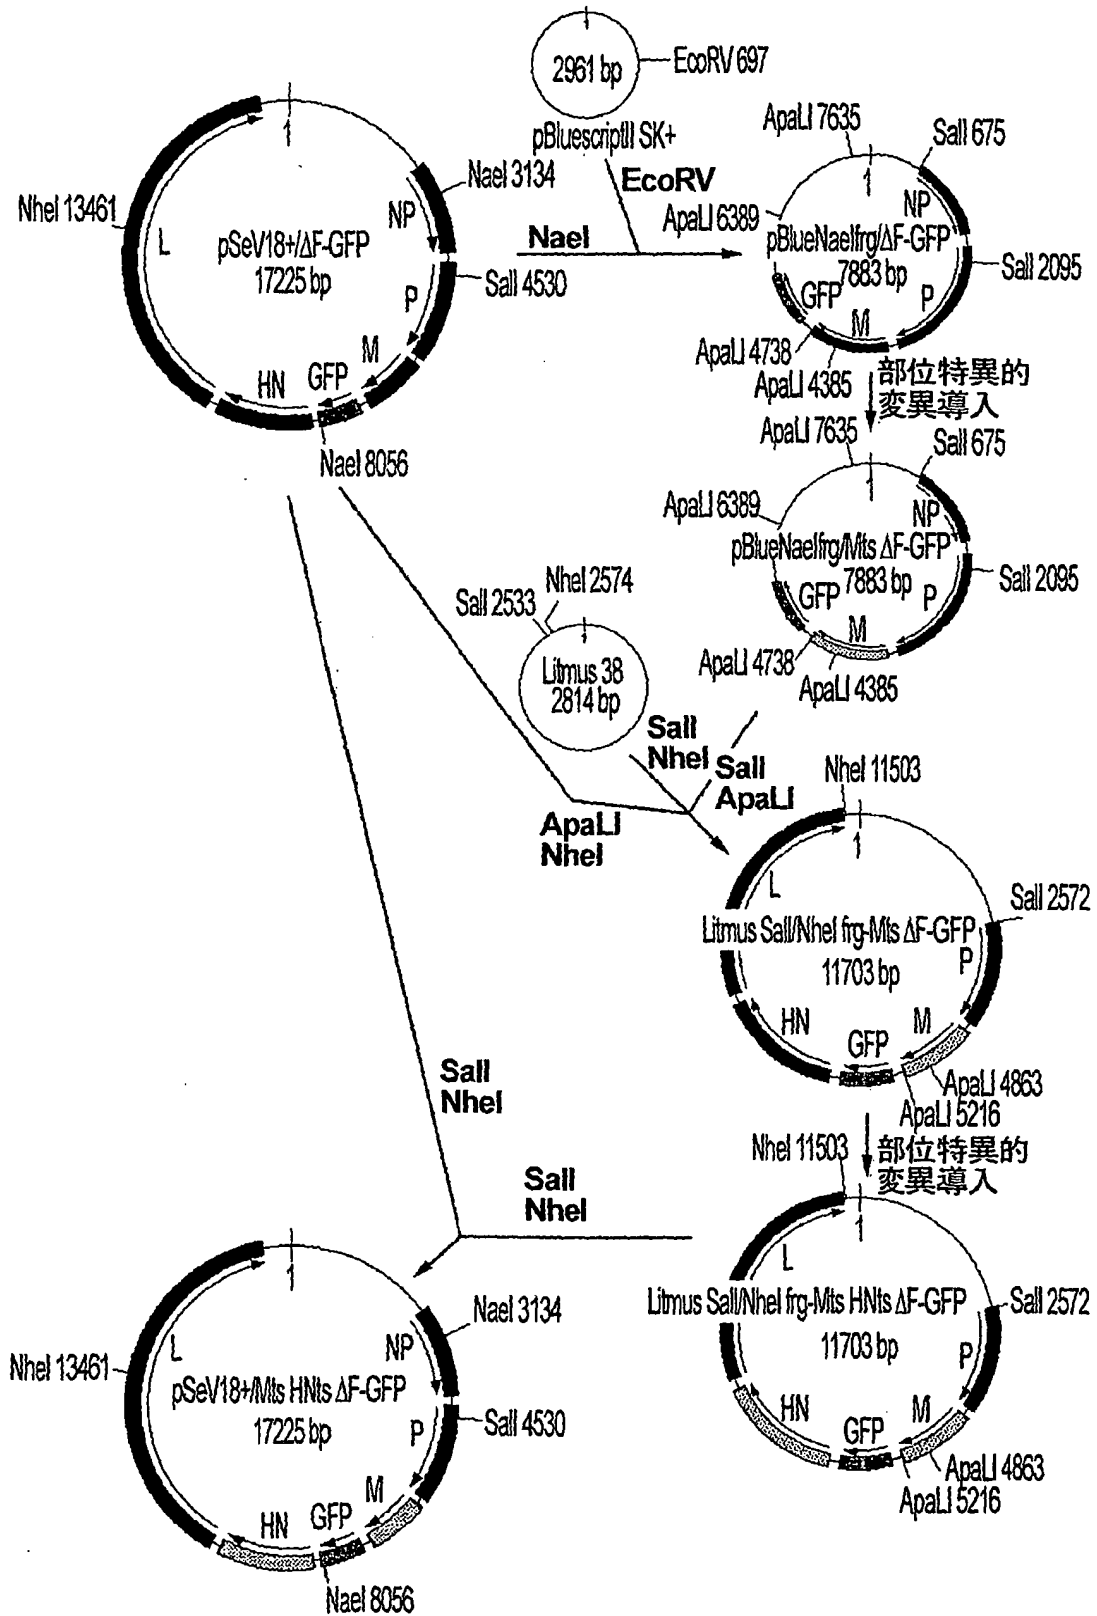 2961 bp
EcoRV 697
pBluescriptII SK+
EcoRV
NaeI
1
NheI 13461
L
pSeV18+/ΔF-GFP
17225 bp
NaeI 3134
NP
SalI 4530
P
M
GFP
HN
NaeI 8056
ApaLI 7635
SalI 675
1
NP
ApaLI 6389
pBlueNaeIfrg/ΔF-GFP
7883 bp
SalI 2095
GFP
P
M
ApaLI 4738
ApaLI 4385
部位特異的
変異導入
ApaLI 7635
SalI 675
1
ApaLI 6389
NP
pBlueNaeIfrg/Mts ΔF-GFP
7883 bp
SalI 2095
GFP
P
M
ApaLI 4738
ApaLI 4385
NheI 2574
SalI 2533
Litmus 38
2814 bp
SalI
NheI
SalI
ApaLI
ApaLI
NheI
NheI 11503
1
L
SalI 2572
Litmus SalI/NheI frg-Mts ΔF-GFP
11703 bp
P
HN
M
GFP
ApaLI 4863
ApaLI 5216
部位特異的
変異導入
SalI
NheI
SalI
NheI
NheI 11503
1
L
Litmus SalI/NheI frg-Mts HNts ΔF-GFP
SalI 2572
11703 bp
P
HN
M
GFP
ApaLI 4863
ApaLI 5216
1
NaeI 3134
NP
L
NheI 13461
pSeV18+/Mts HNts ΔF-GFP
17225 bp
SalI 4530
P
M
GFP
HN
NaeI 8056